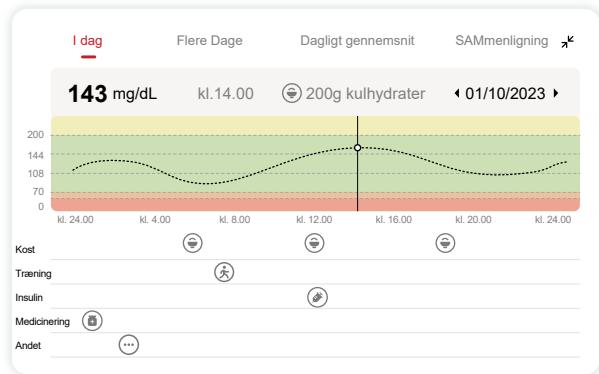 I dag Flere Dage Dagligt gennemsnit SAMmenligning
143 mg/dL kl.14.00 200g kulhydrater 01/10/2023
200
144
108
70
0
kl. 24.00 kl. 4.00 kl. 8.00 kl. 12.00 kl. 16.00 kl. 20.00 kl. 24.00
Kost
Træning
Insulin
Medicinering
Andet